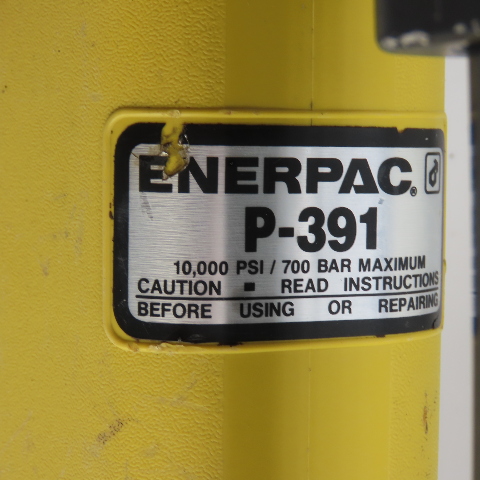 ENERPAC®
P-391
10,000 PSI / 700 BAR MAXIMUM
CAUTION ▪ READ INSTRUCTIONS
BEFORE USING OR REPAIRING